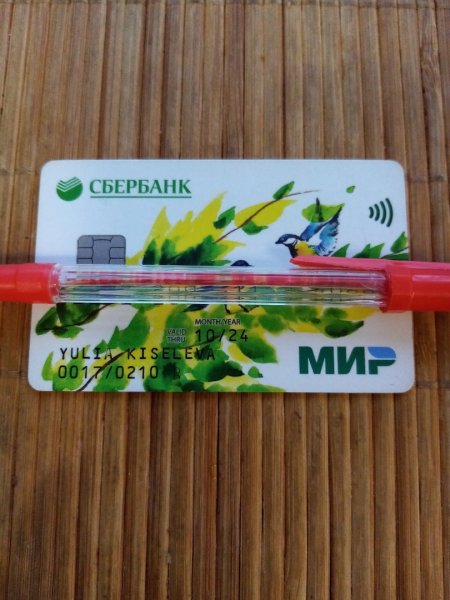 СБЕРБАНК
MONTH/YEAR
VALID THRU 10/24
YULIA KISELEVA
0017/0210
МИР